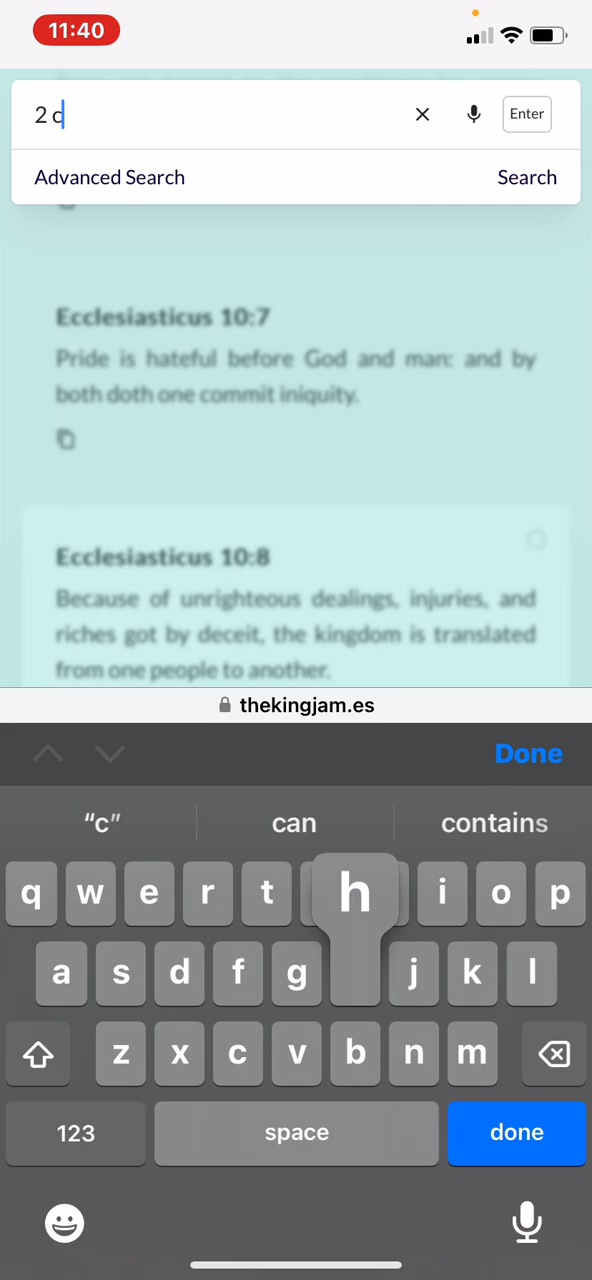 11:40
2 c
Enter
Advanced Search
Search
Ecclesiasticus 10:7
Pride is hateful before God and man: and by
both doth one commit iniquity.
Ecclesiasticus 10:8
Because of unrighteous dealings, injuries, and
riches got by deceit, the kingdom is translated
from one people to another.
thekingjam.es
Done
“c” can contains
q w e r t h i o p
a s d f g j k l
z x c v b n m
123 space done